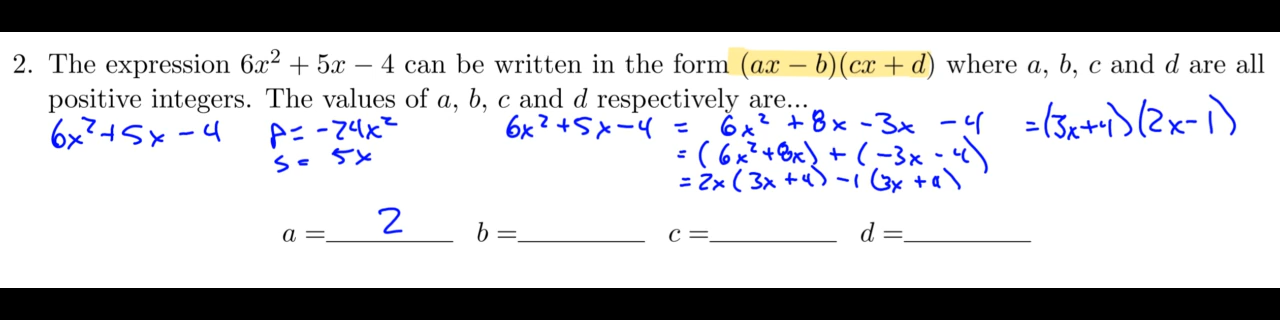 2. The expression 6x² + 5x − 4 can be written in the form (ax − b)(cx + d) where a, b, c and d are all
positive integers. The values of a, b, c and d respectively are...
6x²+5x-4 P= -24x² 6x²+5x-4 = 6x² +8x -3x -4 =(3x+4)(2x-1)
S= 5x = (6x²+8x) + (-3x-4)
= 2x(3x+4) -1(3x+4)
a = 2 b = c = d =